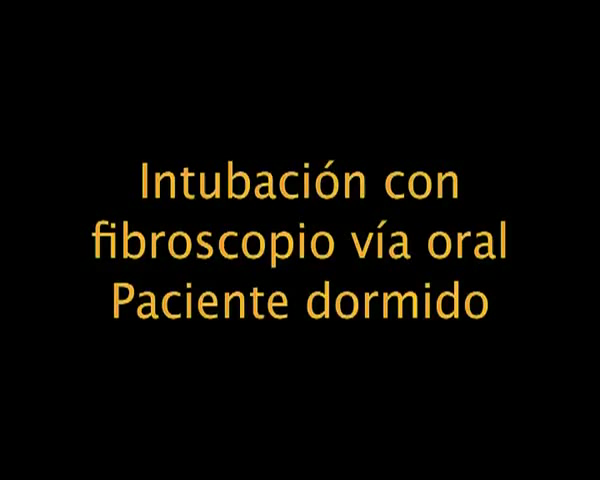 Intubación con
fibroscopio vía oral
Paciente dormido